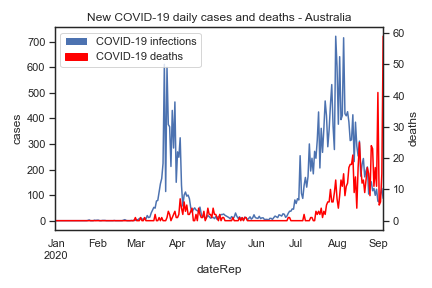 New COVID-19 daily cases and deaths - Australia
COVID-19 infections
COVID-19 deaths
700
600
500
400
300
200
100
0
cases
60
50
40
30
20
10
0
deaths
Jan Feb Mar Apr May Jun Jul Aug Sep
2020
dateRep